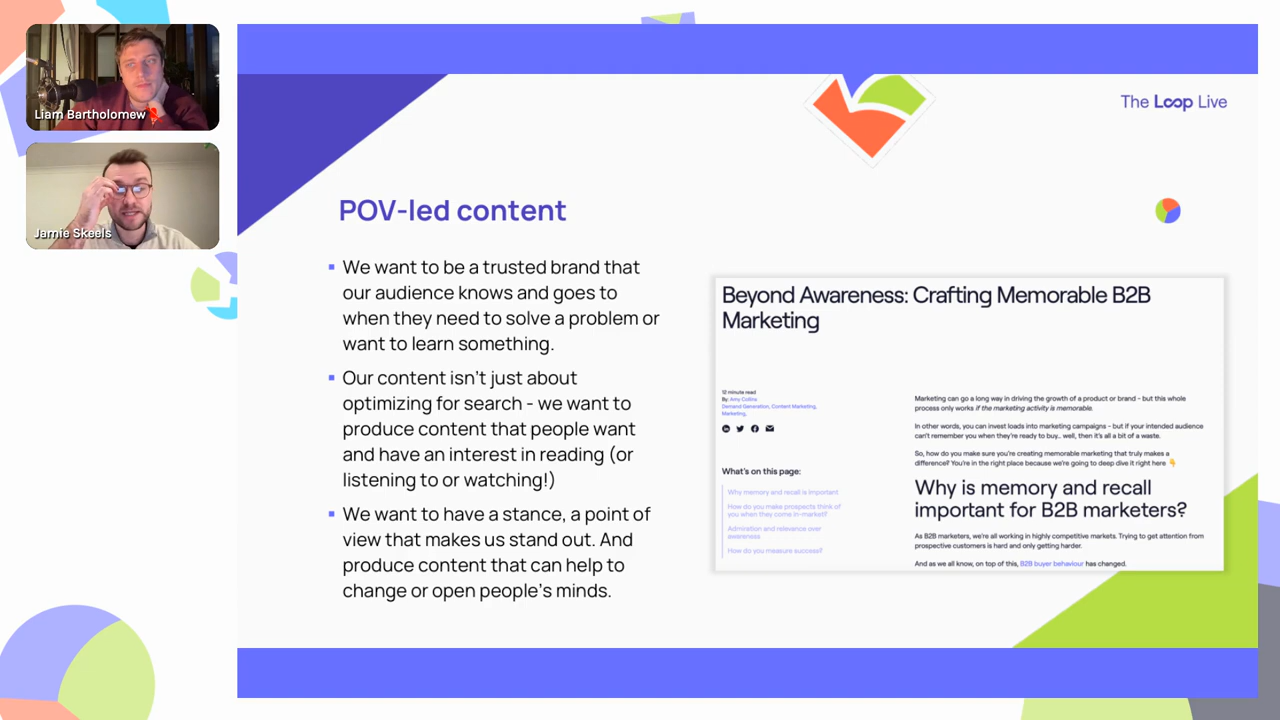 Liam Bartholomew
Jamie Skeels
The Loop Live
POV-led content
We want to be a trusted brand that
our audience knows and goes to
when they need to solve a problem or
want to learn something.
Our content isn't just about
optimizing for search - we want to
produce content that people want
and have an interest in reading (or
listening to or watching!)
We want to have a stance, a point of
view that makes us stand out. And
produce content that can help to
change or open people's minds.
Beyond Awareness: Crafting Memorable B2B
Marketing
12 minute read
By: Amy Collins
Demand Generation, Content Marketing,
Marketing,
What's on this page:
Why memory and recall is important
How do you make prospects think of
you when they come in-market?
Admiration and relevance over
awareness
How do you measure success?
Marketing can go a long way in driving the growth of a product or brand - but this whole
process only works if the marketing activity is memorable.
In other words, you can invest loads into marketing campaigns - but if your intended audience
can't remember you when they're ready to buy.. well, then it's all a bit of a waste.
So, how do you make sure you're creating memorable marketing that truly makes a
difference? You're in the right place because we're going to deep dive it right here 👇
Why is memory and recall
important for B2B marketers?
As B2B marketers, we're all working in highly competitive markets. Trying to get attention from
prospective customers is hard and only getting harder.
And as we all know, on top of this, B2B buyer behaviour has changed.